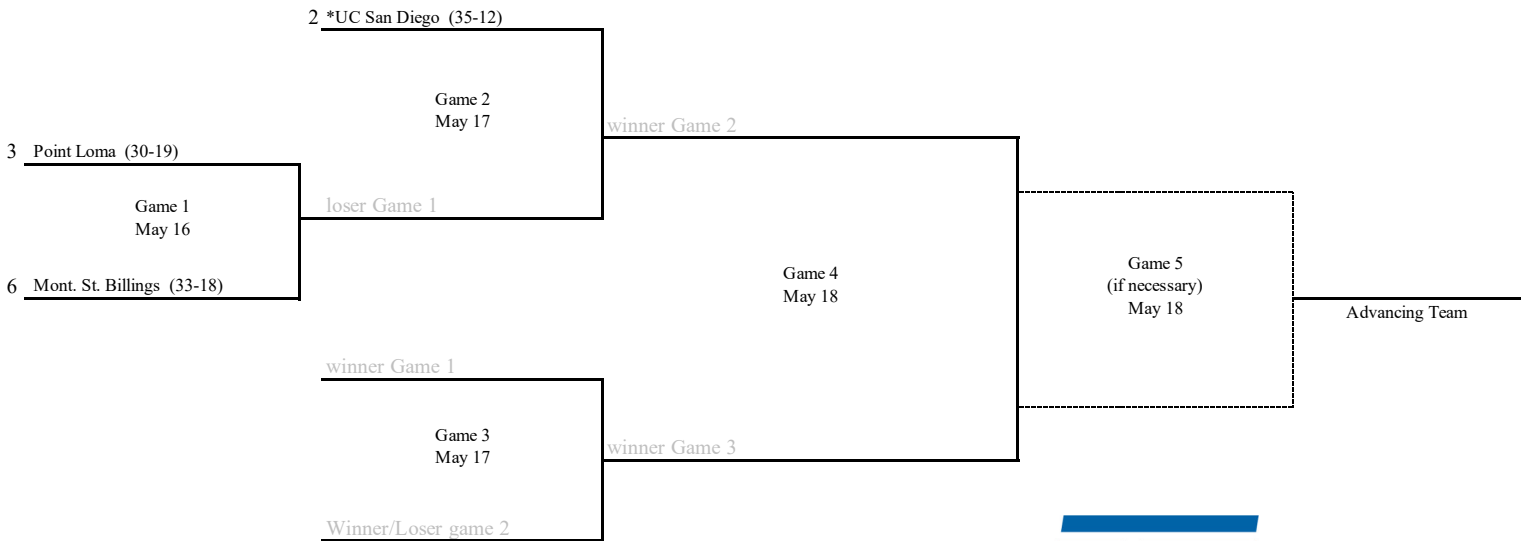 2 *UC San Diego (35-12)
Game 2
May 17
winner Game 2
3 Point Loma (30-19)
Game 1
May 16
loser Game 1
6 Mont. St. Billings (33-18)
Game 4
May 18
Game 5
(if necessary)
May 18
Advancing Team
winner Game 1
Game 3
May 17
winner Game 3
Winner/Loser game 2